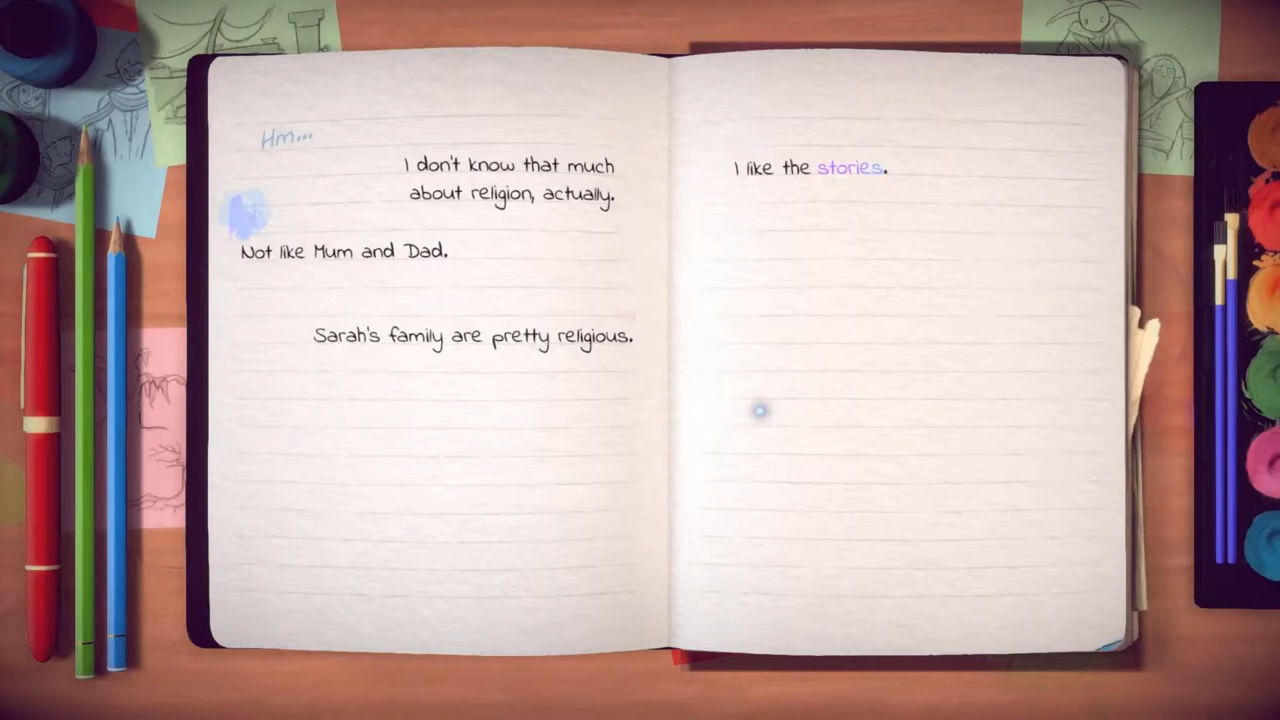 Hm...
I don't know that much
about religion, actually.
Not like Mum and Dad.
Sarah's family are pretty religious.
I like the stories.